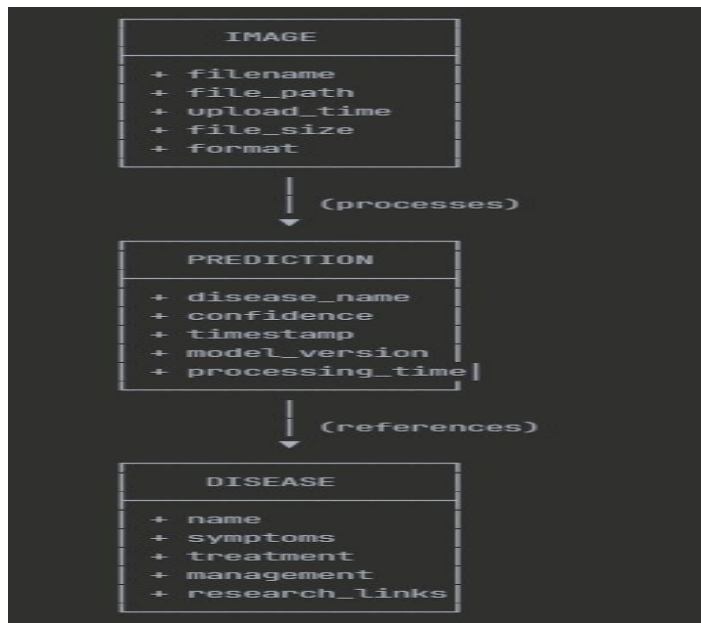 IMAGE
+ filename
+ file_path
+ upload_time
+ file_size
+ format
(processes)
PREDICTION
+ disease_name
+ confidence
+ timestamp
+ model_version
+ processing_time
(references)
DISEASE
+ name
+ symptoms
+ treatment
+ management
+ research_links